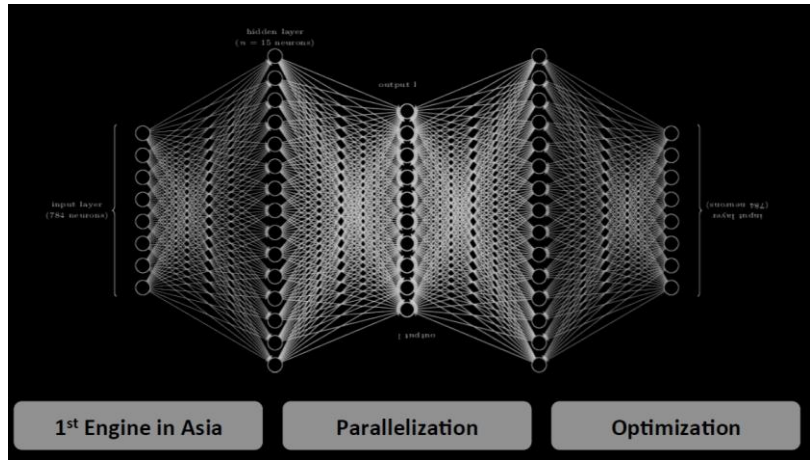 hidden layer
(n = 15 neurons)
output l
input layer
(784 neurons)
input layer
(784 neurons)
output l
1st Engine in Asia
Parallelization
Optimization